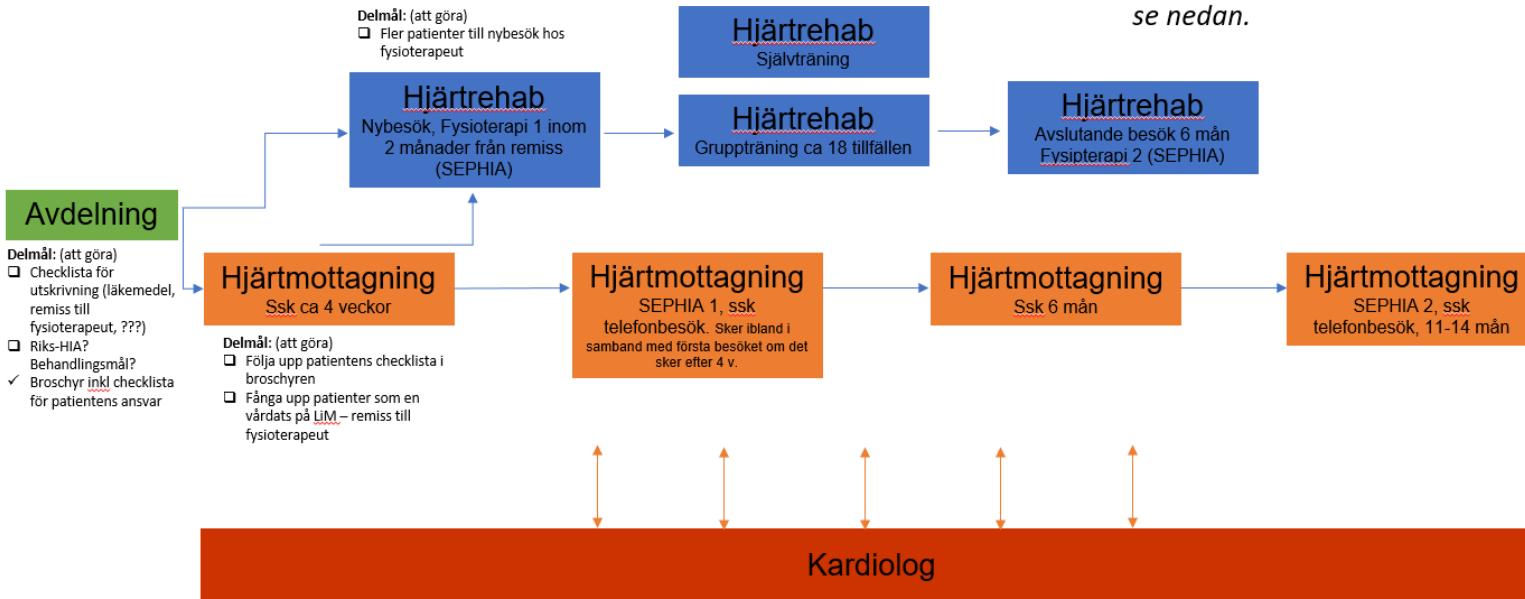 se nedan.
Delmål: (att göra)
❑ Fler patienter till nybesök hos
fysioterapeut
Hjärtrehab
Självträning
Hjärtrehab
Nybesök, Fysioterapi 1 inom
2 månader från remiss
(SEPHIA)
Hjärtrehab
Gruppträning ca 18 tillfällen
Hjärtrehab
Avslutande besök 6 mån
Fysipterapi 2 (SEPHIA)
Avdelning
Delmål: (att göra)
❑ Checklista för
utskrivning (läkemedel,
remiss till
fysioterapeut, ???)
❑ Riks-HIA?
Behandlingsmål?
✓ Broschyr inkl checklista
för patientens ansvar
Hjärtmottagning
Ssk ca 4 veckor
Delmål: (att göra)
❑ Följa upp patientens checklista i
broschyren
❑ Fånga upp patienter som en
vårdats på LiM – remiss till
fysioterapeut
Hjärtmottagning
SEPHIA 1, ssk
telefonbesök. Sker ibland i
samband med första besöket om det
sker efter 4 v.
Hjärtmottagning
Ssk 6 mån
Hjärtmottagning
SEPHIA 2, ssk
telefonbesök, 11-14 mån
Kardiolog